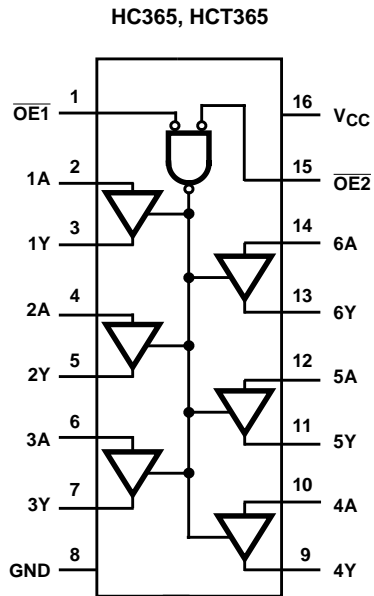 HC365, HCT365
OE1 1
16 VCC
2 1A
15 OE2
3 1Y
14 6A
4 2A
13 6Y
5 2Y
12 5A
6 3A
11 5Y
7 3Y
10 4A
GND 8
9 4Y